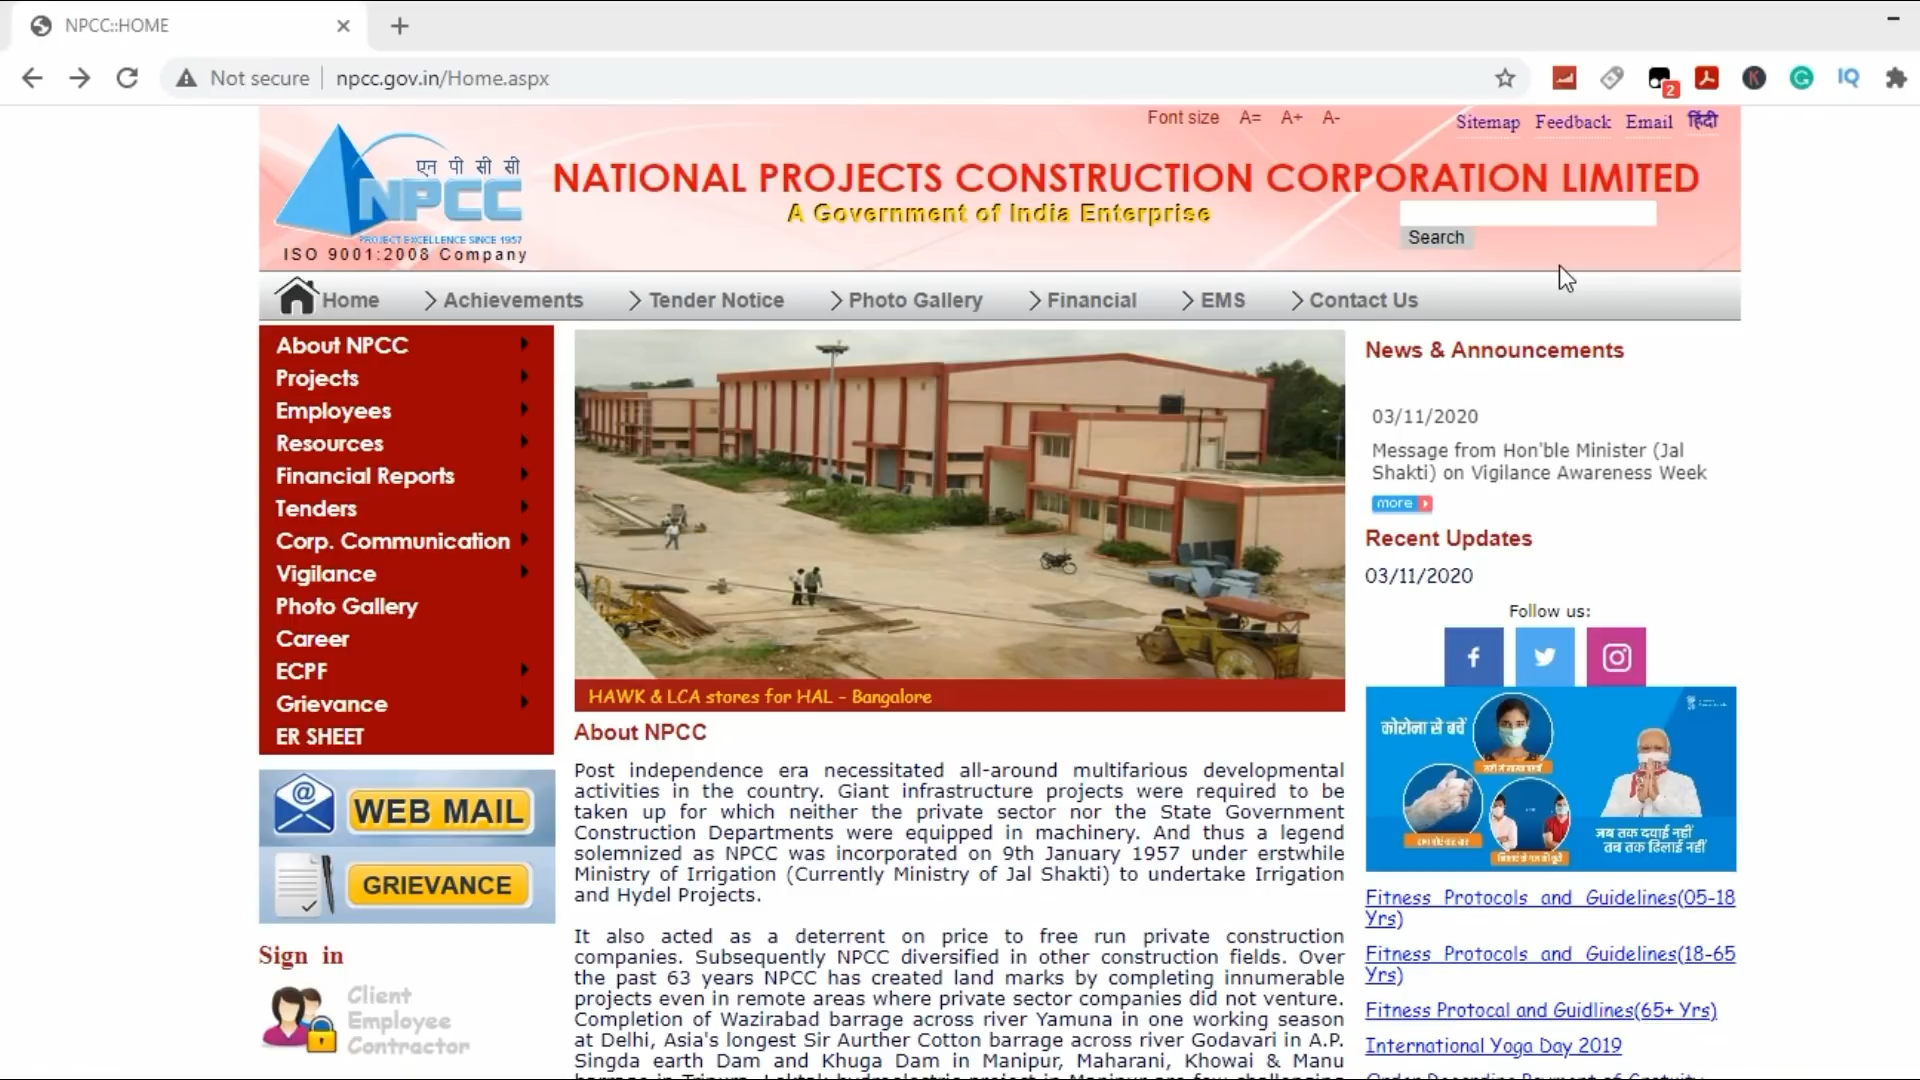 NPCC::HOME
Not secure
npcc.gov.in/Home.aspx
2
Font size A= A+ A-
Sitemap Feedback Email हिंदी
एन पी सी सी
NPCC
PROJECT EXCELLENCE SINCE 1957
ISO 9001:2008 Company
NATIONAL PROJECTS CONSTRUCTION CORPORATION LIMITED
A Government of India Enterprise
Search
Home Achievements Tender Notice Photo Gallery Financial EMS Contact Us
About NPCC
Projects
Employees
Resources
Financial Reports
Tenders
Corp. Communication
Vigilance
Photo Gallery
Career
ECPF
Grievance
ER SHEET
WEB MAIL
GRIEVANCE
Sign in
Client
Employee
Contractor
HAWK & LCA stores for HAL - Bangalore
About NPCC
Post independence era necessitated all-around multifarious developmental
activities in the country. Giant infrastructure projects were required to be
taken up for which neither the private sector nor the State Government
Construction Departments were equipped in machinery. And thus a legend
solemnized as NPCC was incorporated on 9th January 1957 under erstwhile
Ministry of Irrigation (Currently Ministry of Jal Shakti) to undertake Irrigation
and Hydel Projects.
It also acted as a deterrent on price to free run private construction
companies. Subsequently NPCC diversified in other construction fields. Over
the past 63 years NPCC has created land marks by completing innumerable
projects even in remote areas where private sector companies did not venture.
Completion of Wazirabad barrage across river Yamuna in one working season
at Delhi, Asia's longest Sir Aurther Cotton barrage across river Godavari in A.P.
Singda earth Dam and Khuga Dam in Manipur, Maharani, Khowai & Manu
News & Announcements
03/11/2020
Message from Hon'ble Minister (Jal
Shakti) on Vigilance Awareness Week
more
Recent Updates
03/11/2020
Follow us:
कोरोना से बचें
जब तक दवाई नहीं
तब तक ढिलाई नहीं
Fitness Protocols and Guidelines(05-18
Yrs)
Fitness Protocols and Guidelines(18-65
Yrs)
Fitness Protocal and Guidlines(65+ Yrs)
International Yoga Day 2019